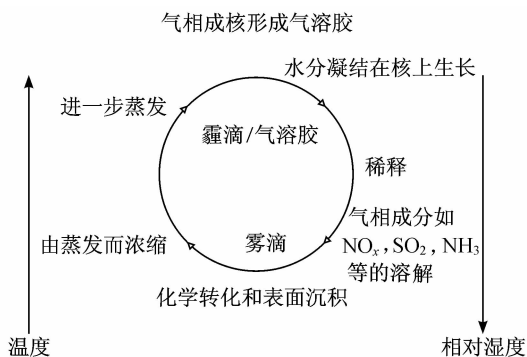 气相成核形成气溶胶
水分凝结在核上生长
进一步蒸发
霾滴/气溶胶
稀释
气相成分如
NOₓ, SO₂, NH₃
等的溶解
由蒸发而浓缩
雾滴
化学转化和表面沉积
温度
相对湿度